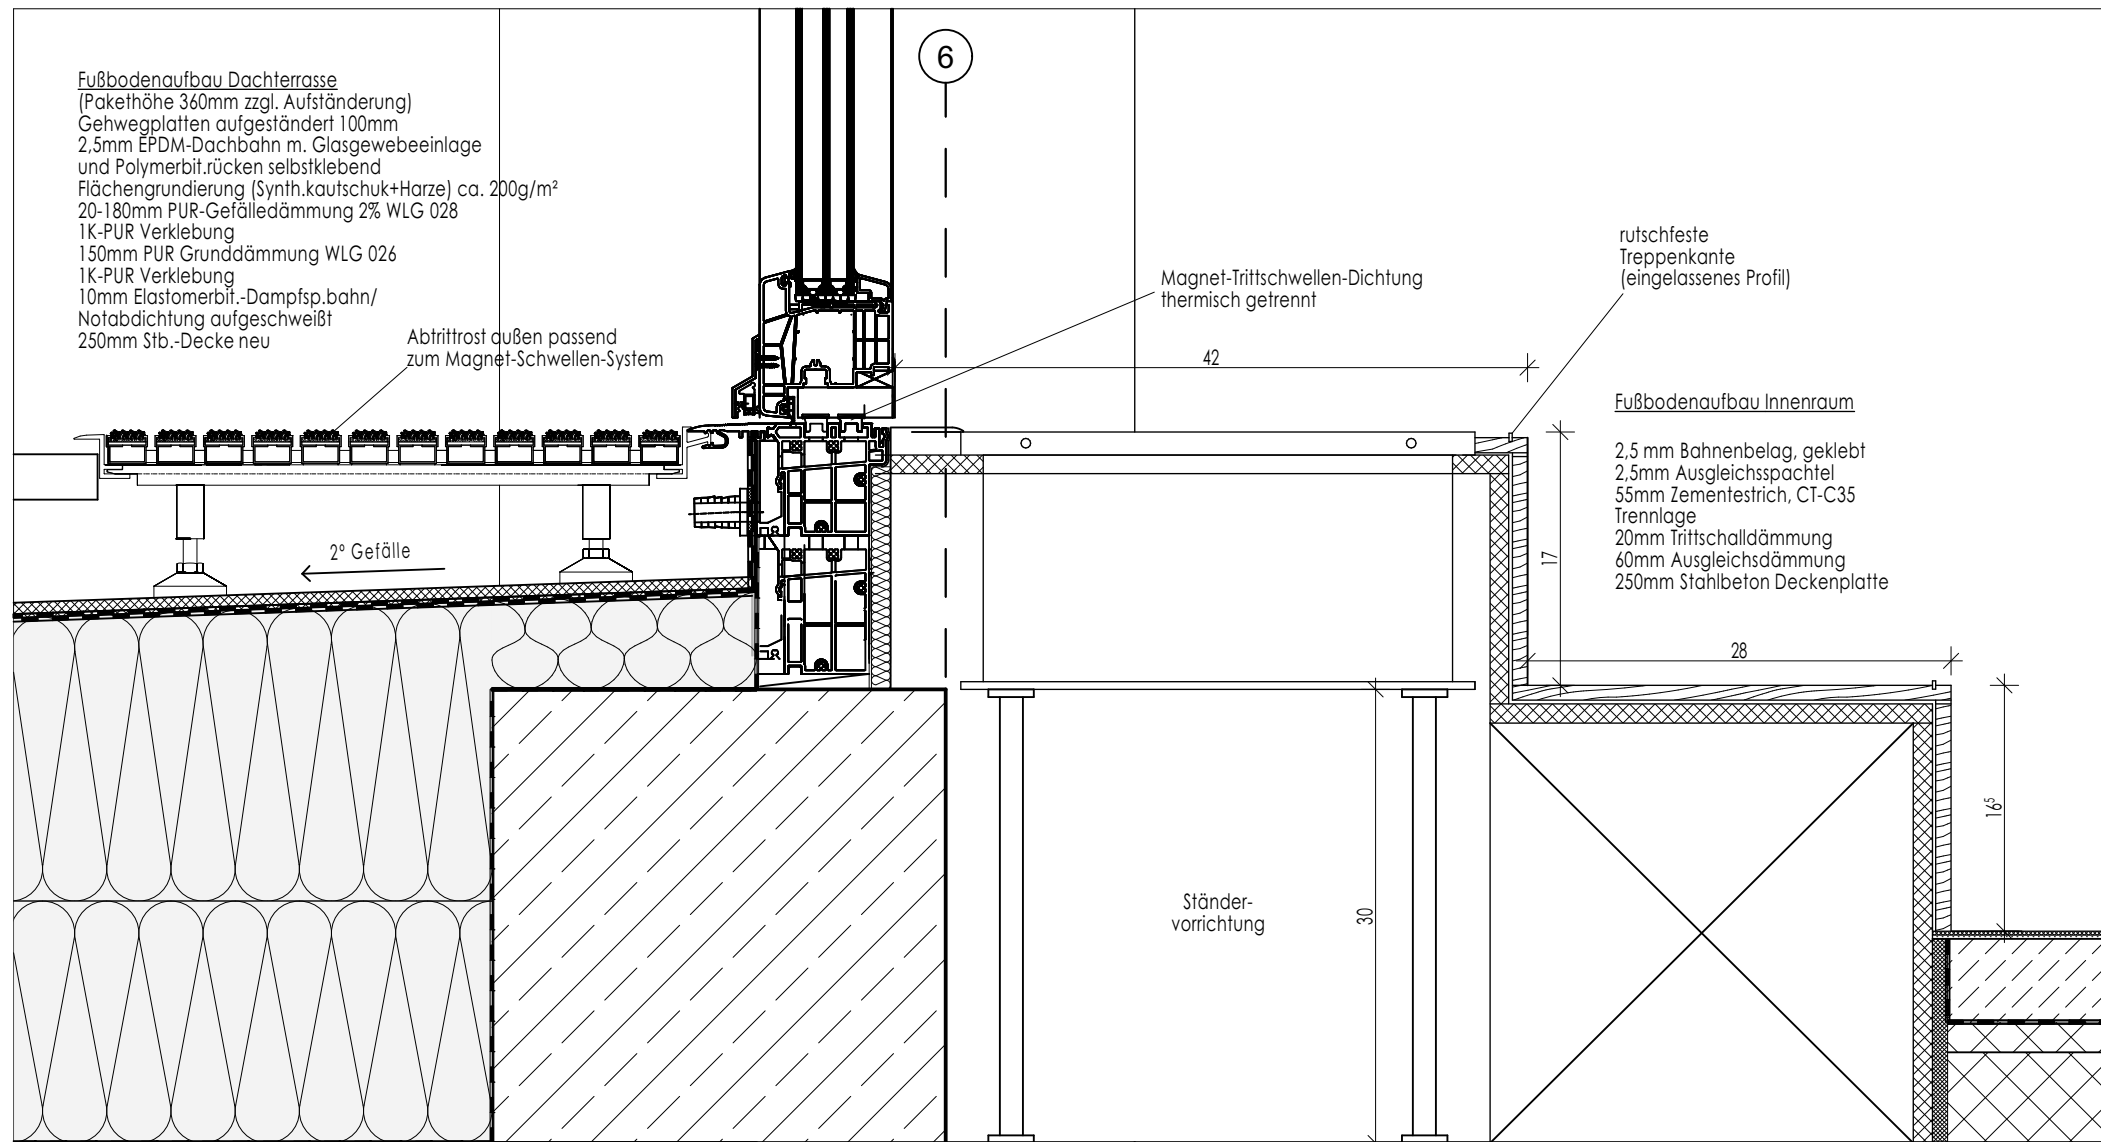 6
Fußbodenaufbau Dachterrasse
(Pakethöhe 360mm zzgl. Aufständerung)
Gehwegplatten aufgeständert 100mm
2,5mm EPDM-Dachbahn m. Glasgewebeeinlage
und Polymerbit.rücken selbstklebend
Flächengrundierung (Synth.kautschuk+Harze) ca. 200g/m²
20-180mm PUR-Gefälledämmung 2% WLG 028
1K-PUR Verklebung
150mm PUR Grunddämmung WLG 026
1K-PUR Verklebung
10mm Elastomerbit.-Dampfsp.bahn/
Notabdichtung aufgeschweißt
250mm Stb.-Decke neu
Abtrittrost außen passend
zum Magnet-Schwellen-System
Magnet-Trittschwellen-Dichtung
thermisch getrennt
rutschfeste
Treppenkante
(eingelassenes Profil)
42
Fußbodenaufbau Innenraum
2,5 mm Bahnenbelag, geklebt
2,5mm Ausgleichsspachtel
55mm Zementestrich, CT-C35
Trennlage
20mm Trittschalldämmung
60mm Ausgleichsdämmung
250mm Stahlbeton Deckenplatte
2° Gefälle
17
28
16⁵
Ständer-
vorrichtung
30